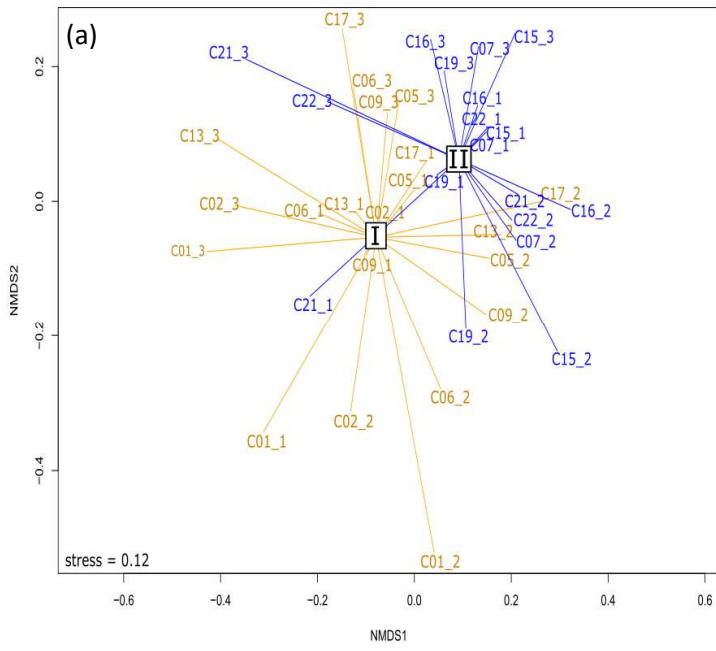 (a)
C17_3
C16_3
C15_3
C07_3
C21_3
C19_3
C06_3
C05_3
C22_3
C09_3
C16_1
C22_1
C15_1
C13_3
C07_1
C17_1
II
C05_1
C19_1
C17_2
C21_2
C16_2
C02_3
C06_1
C13_1
C02_1
C22_2
I
C13_2
C07_2
C01_3
C05_2
C09_1
C21_1
C09_2
C19_2
C15_2
C06_2
C02_2
C01_1
C01_2
stress = 0.12
NMDS2
0.2
0.0
−0.2
−0.4
−0.6
−0.4
−0.2
0.0
0.2
0.4
0.6
NMDS1